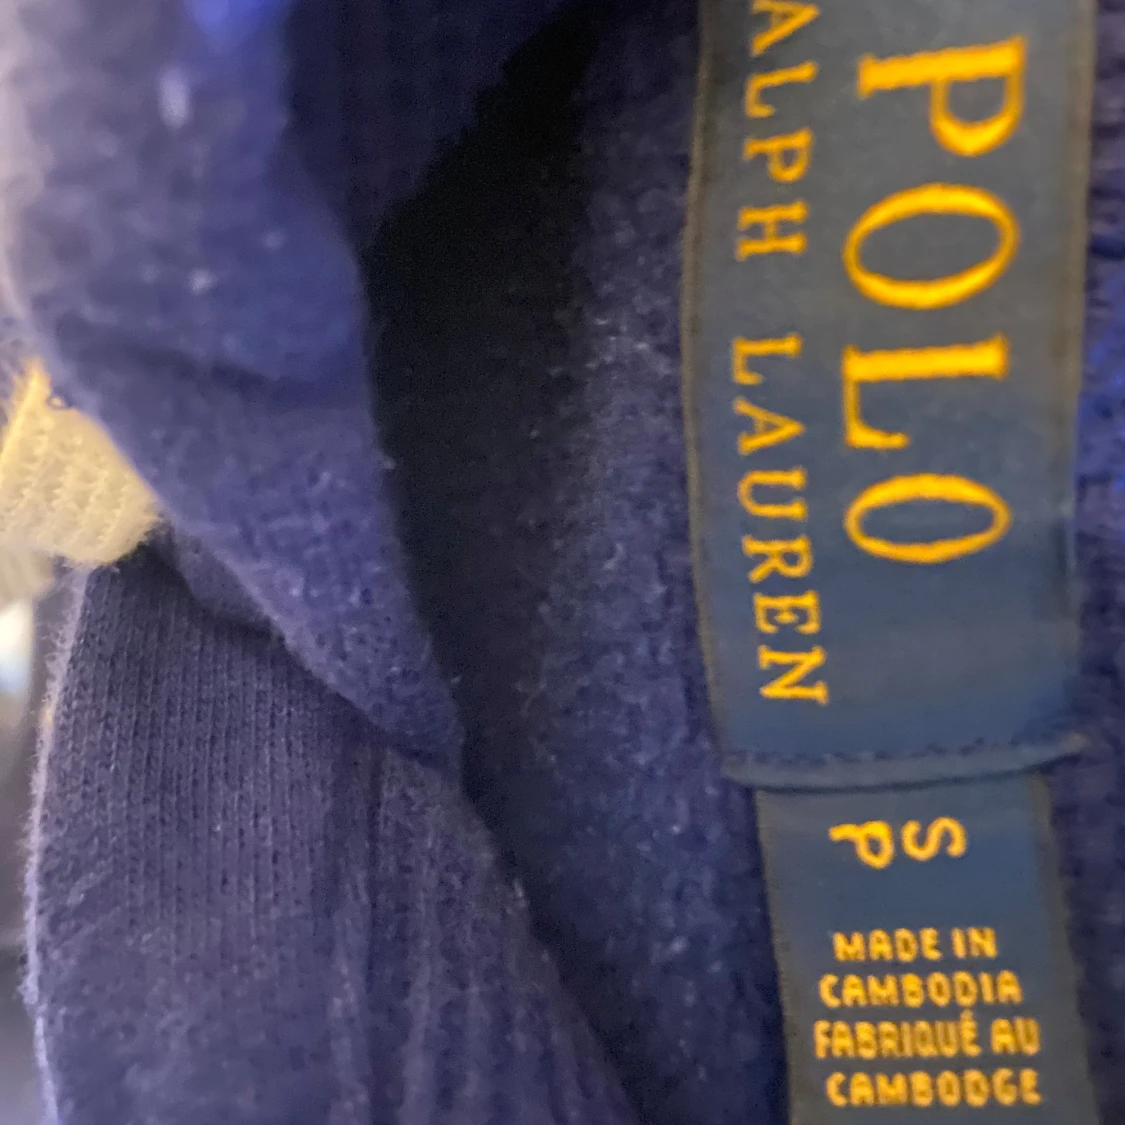 POLO
ALPH LAUREN
S
P
MADE IN
CAMBODIA
FABRIQUÉ AU
CAMBODGE